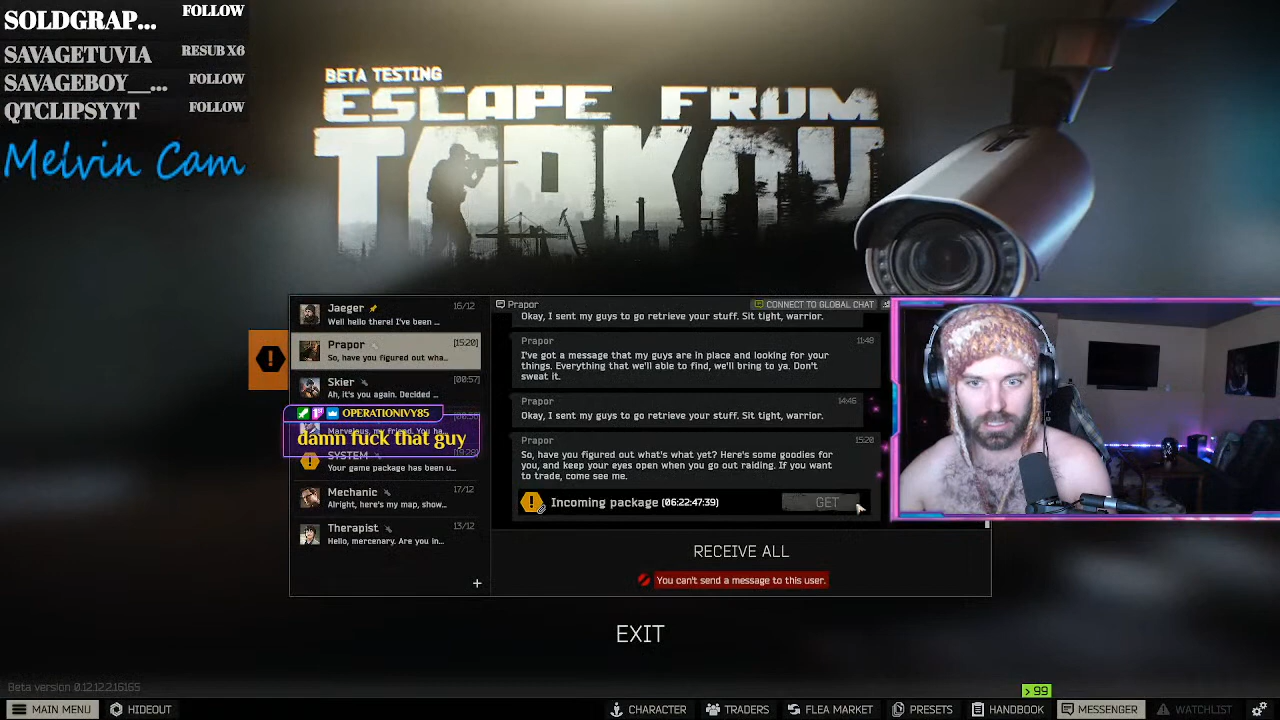 SOLDGRAP... FOLLOW
SAVAGETUVIA RESUB X6
SAVAGEBOY__... FOLLOW
QTCLIPSYYT FOLLOW
Melvin Cam
BETA TESTING
ESCAPE FROM
TARKOV
Jaeger 16/12
Well hello there! I've been ...
Prapor [15:20]
So, have you figured out wha...
Skier [00:57]
Ah, it's you again. Decided ...
OPERATIONIVY85
damn fuck that guy
SYSTEM
Your game package has been u...
Mechanic 17/12
Alright, here's my map, show...
Therapist 13/12
Hello, mercenary. Are you in...
+
Prapor CONNECT TO GLOBAL CHAT
Okay, I sent my guys to go retrieve your stuff. Sit tight, warrior.
Prapor 11:48
I've got a message that my guys are in place and looking for your
things. Everything that we'll able to find, we'll bring to ya. Don't
sweat it.
Prapor 14:46
Okay, I sent my guys to go retrieve your stuff. Sit tight, warrior.
Prapor 15:20
So, have you figured out what's what yet? Here's some goodies for
you, and keep your eyes open when you go out raiding. If you want
to trade, come see me.
Incoming package (06:22:47:39) GET
RECEIVE ALL
You can't send a message to this user.
EXIT
Beta version 0.12.12.2.16165
> 99
MAIN MENU HIDEOUT CHARACTER TRADERS FLEA MARKET PRESETS HANDBOOK MESSENGER WATCHLIST